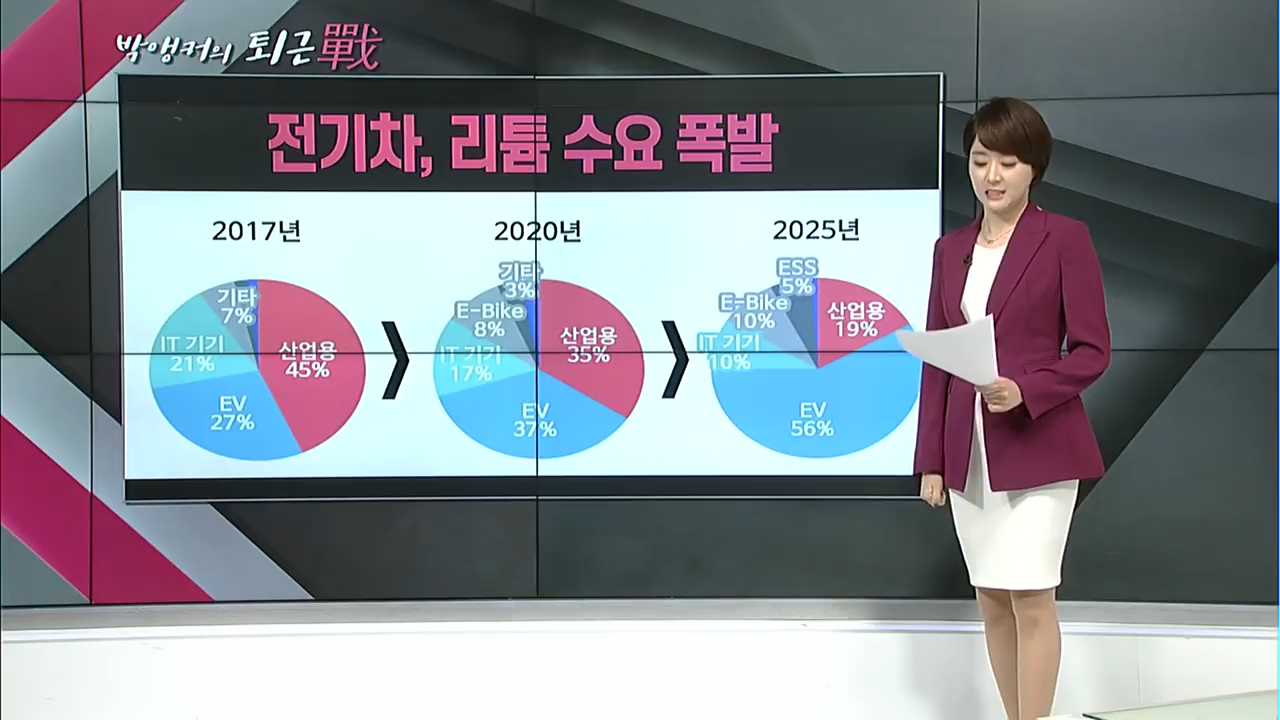 박앵커의 퇴근戰
전기차, 리튬 수요 폭발
2017년
기타
7%
산업용
45%
IT 기기
21%
EV
27%
2020년
기타
3%
E-Bike
8%
산업용
35%
IT 기기
17%
EV
37%
2025년
ESS
5%
E-Bike
10%
산업용
19%
IT 기기
10%
EV
56%